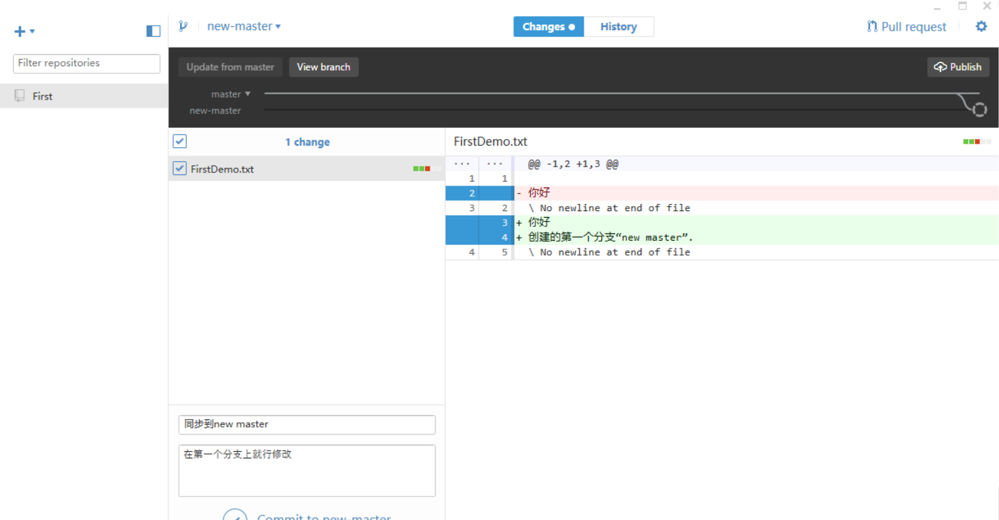 new-master
Changes
History
Pull request
Filter repositories
First
Update from master
View branch
Publish
master
new-master
1 change
FirstDemo.txt
FirstDemo.txt
... ... @@ -1,2 +1,3 @@
1 1
2 - 你好
3 2 \ No newline at end of file
3 + 你好
4 + 创建的第一个分支“new master”.
4 5 \ No newline at end of file
同步到new master
在第一个分支上就行修改
Commit to new-master